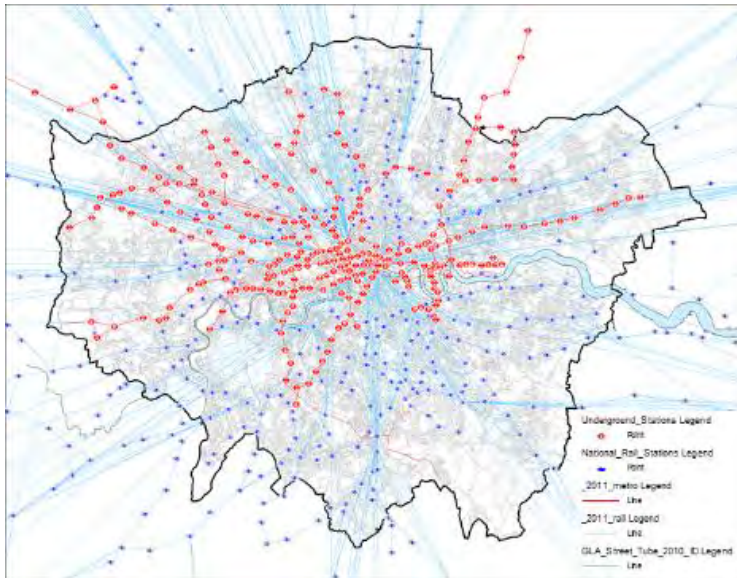 Underground_Stations Legend
Point
National_Rail_Stations Legend
Point
_2011_metro Legend
Line
_2011_rail Legend
Line
GLA_Street_Tube_2010_ID Legend
Line